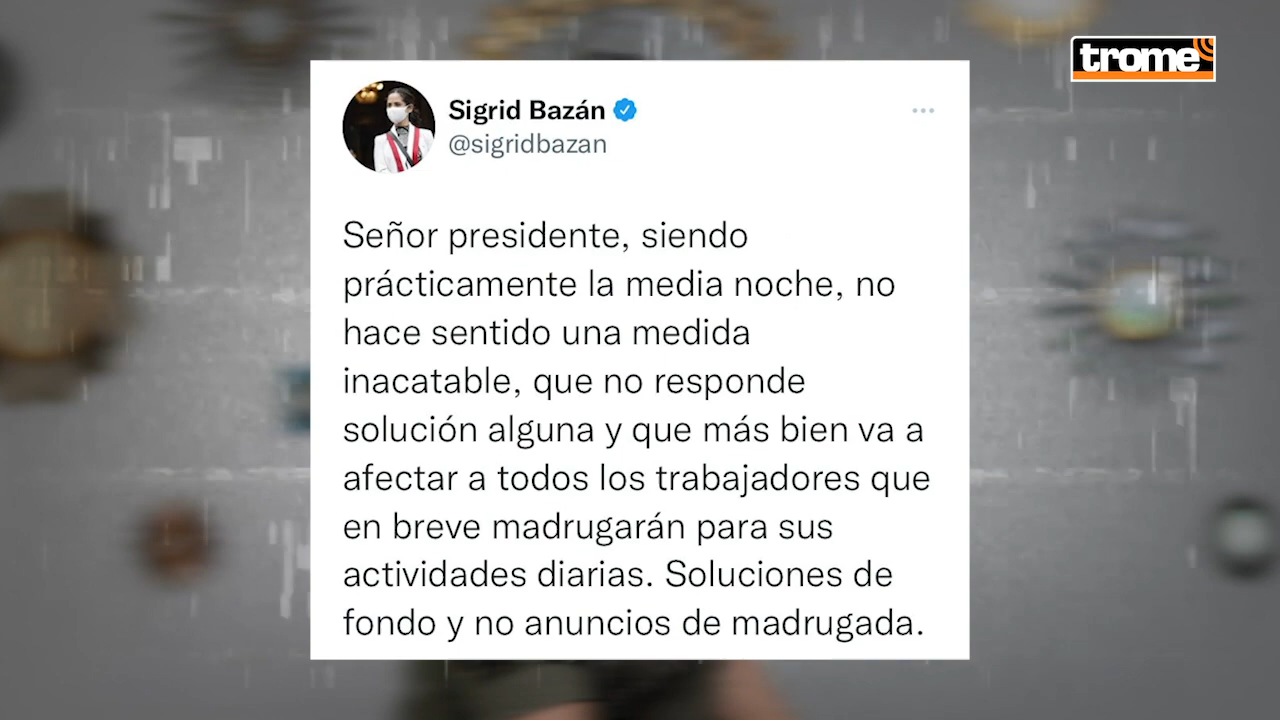 trome
Sigrid Bazán
@sigridbazan
Señor presidente, siendo
prácticamente la media noche, no
hace sentido una medida
inacatable, que no responde
solución alguna y que más bien va a
afectar a todos los trabajadores que
en breve madrugarán para sus
actividades diarias. Soluciones de
fondo y no anuncios de madrugada.